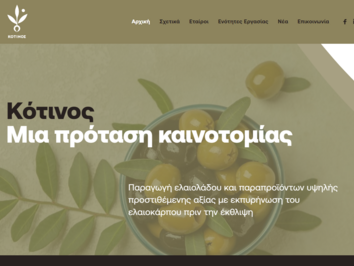 ΚΟΤΙΝΟΣ
Αρχική Σχετικά Εταίροι Ενότητες Εργασίας Νέα Επικοινωνία
Κότινος
Μια πρόταση καινοτομίας
Παραγωγή ελαιολάδου και παραπροϊόντων υψηλής
προστιθέμενης αξίας με εκπυρήνωση του
ελαιοκάρπου πριν την έκθλιψη